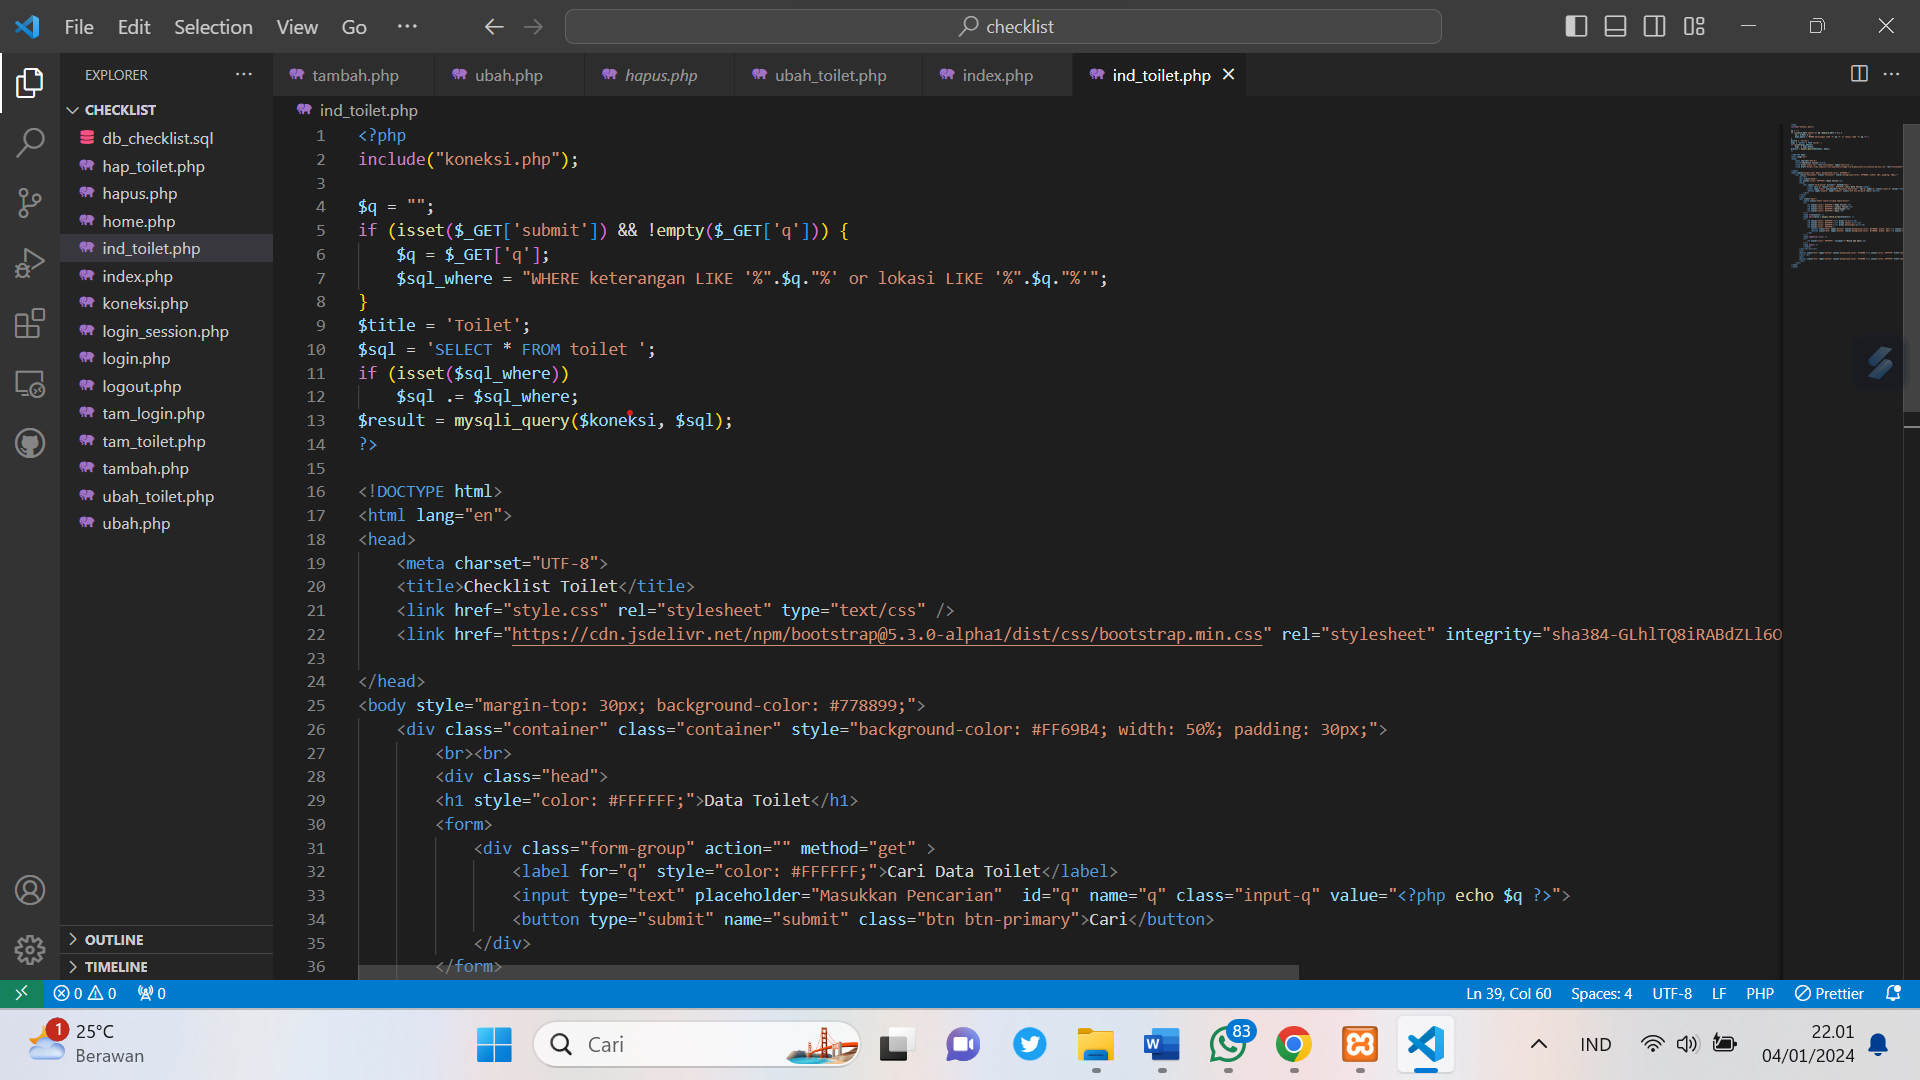 File Edit Selection View Go ··· checklist
EXPLORER ···
CHECKLIST
db_checklist.sql
hap_toilet.php
hapus.php
home.php
ind_toilet.php
index.php
koneksi.php
login_session.php
login.php
logout.php
tam_login.php
tam_toilet.php
tambah.php
ubah_toilet.php
ubah.php
OUTLINE
TIMELINE
tambah.php ubah.php hapus.php ubah_toilet.php index.php ind_toilet.php
ind_toilet.php
1 <?php
2 include("koneksi.php");
3
4 $q = "";
5 if (isset($_GET['submit']) && !empty($_GET['q'])) {
6 $q = $_GET['q'];
7 $sql_where = "WHERE keterangan LIKE '%".$q."%' or lokasi LIKE '%".$q."%'";
8 }
9 $title = 'Toilet';
10 $sql = 'SELECT * FROM toilet ';
11 if (isset($sql_where))
12 $sql .= $sql_where;
13 $result = mysqli_query($koneksi, $sql);
14 ?>
15
16 <!DOCTYPE html>
17 <html lang="en">
18 <head>
19 <meta charset="UTF-8">
20 <title>Checklist Toilet</title>
21 <link href="style.css" rel="stylesheet" type="text/css" />
22 <link href="https://cdn.jsdelivr.net/npm/bootstrap@5.3.0-alpha1/dist/css/bootstrap.min.css" rel="stylesheet" integrity="sha384-GLhlTQ8iRABdZLl6O
23
24 </head>
25 <body style="margin-top: 30px; background-color: #778899;">
26 <div class="container" class="container" style="background-color: #FF69B4; width: 50%; padding: 30px;">
27 <br><br>
28 <div class="head">
29 <h1 style="color: #FFFFFF;">Data Toilet</h1>
30 <form>
31 <div class="form-group" action="" method="get" >
32 <label for="q" style="color: #FFFFFF;">Cari Data Toilet</label>
33 <input type="text" placeholder="Masukkan Pencarian"  id="q" name="q" class="input-q" value="<?php echo $q ?>">
34 <button type="submit" name="submit" class="btn btn-primary">Cari</button>
35 </div>
36 </form>
0 0 0 Ln 39, Col 60 Spaces: 4 UTF-8 LF PHP Prettier
1 25°C
Berawan
Cari
83
IND
22.01
04/01/2024